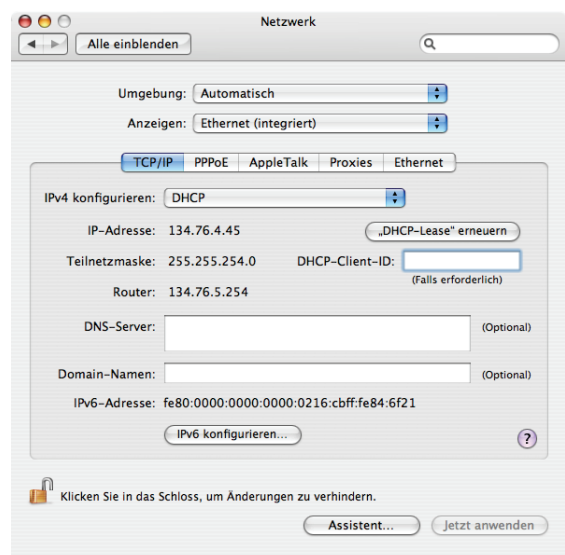 Netzwerk
Alle einblenden
Umgebung: Automatisch
Anzeigen: Ethernet (integriert)
TCP/IP PPPoE AppleTalk Proxies Ethernet
IPv4 konfigurieren: DHCP
IP-Adresse: 134.76.4.45 „DHCP-Lease" erneuern
Teilnetzmaske: 255.255.254.0 DHCP-Client-ID:
(Falls erforderlich)
Router: 134.76.5.254
DNS-Server: (Optional)
Domain-Namen: (Optional)
IPv6-Adresse: fe80:0000:0000:0000:0216:cbff:fe84:6f21
IPv6 konfigurieren... ?
Klicken Sie in das Schloss, um Änderungen zu verhindern.
Assistent... Jetzt anwenden